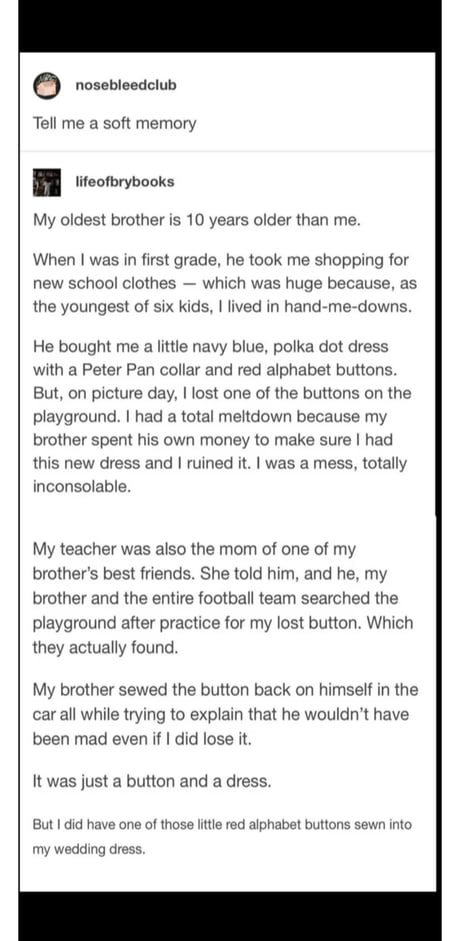 nosebleedclub
Tell me a soft memory
lifeofbrybooks
My oldest brother is 10 years older than me.
When I was in first grade, he took me shopping for
new school clothes — which was huge because, as
the youngest of six kids, I lived in hand-me-downs.
He bought me a little navy blue, polka dot dress
with a Peter Pan collar and red alphabet buttons.
But, on picture day, I lost one of the buttons on the
playground. I had a total meltdown because my
brother spent his own money to make sure I had
this new dress and I ruined it. I was a mess, totally
inconsolable.
My teacher was also the mom of one of my
brother’s best friends. She told him, and he, my
brother and the entire football team searched the
playground after practice for my lost button. Which
they actually found.
My brother sewed the button back on himself in the
car all while trying to explain that he wouldn’t have
been mad even if I did lose it.
It was just a button and a dress.
But I did have one of those little red alphabet buttons sewn into
my wedding dress.